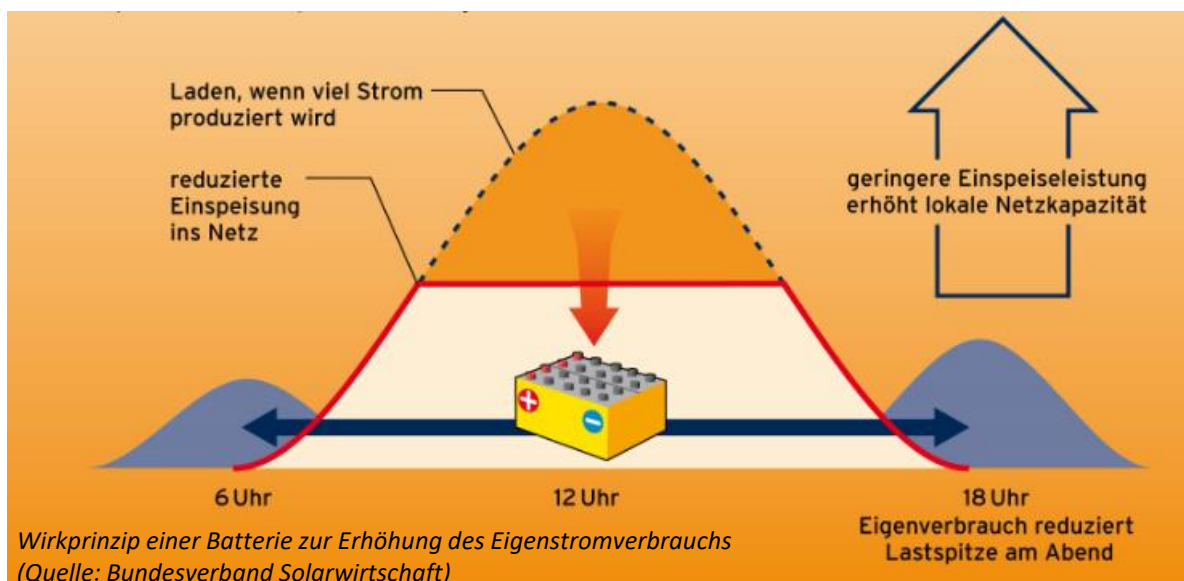 Laden, wenn viel Strom
produziert wird
reduzierte
Einspeisung
ins Netz
geringere Einspeiseleistung
erhöht lokale Netzkapazität
6 Uhr
12 Uhr
18 Uhr
Eigenverbrauch reduziert
Lastspitze am Abend
Wirkprinzip einer Batterie zur Erhöhung des Eigenstromverbrauchs
(Quelle: Bundesverband Solarwirtschaft)